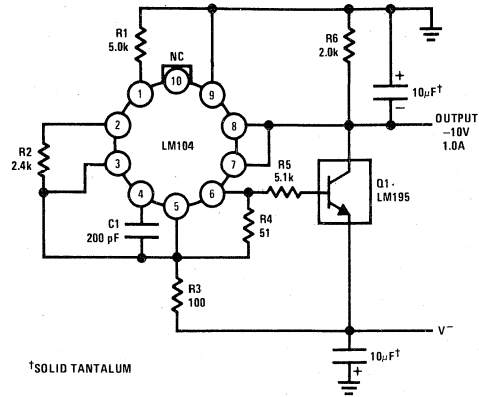 R1
5.0k
NC
10
1
9
R6
2.0k
+
10μF†
−
2
8
OUTPUT
−10V
1.0A
R2
2.4k
LM104
3
7
R5
5.1k
Q1
LM195
4
5
6
C1
200 pF
R4
51
R3
100
V−
10μF†
+
†SOLID TANTALUM